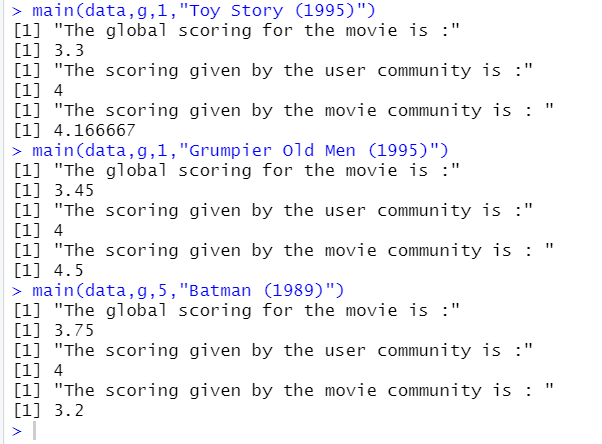 > main(data,g,1,"Toy Story (1995)")
[1] "The global scoring for the movie is :"
[1] 3.3
[1] "The scoring given by the user community is :"
[1] 4
[1] "The scoring given by the movie community is : "
[1] 4.166667
> main(data,g,1,"Grumpier Old Men (1995)")
[1] "The global scoring for the movie is :"
[1] 3.45
[1] "The scoring given by the user community is :"
[1] 4
[1] "The scoring given by the movie community is : "
[1] 4.5
> main(data,g,5,"Batman (1989)")
[1] "The global scoring for the movie is :"
[1] 3.75
[1] "The scoring given by the user community is :"
[1] 4
[1] "The scoring given by the movie community is : "
[1] 3.2
>